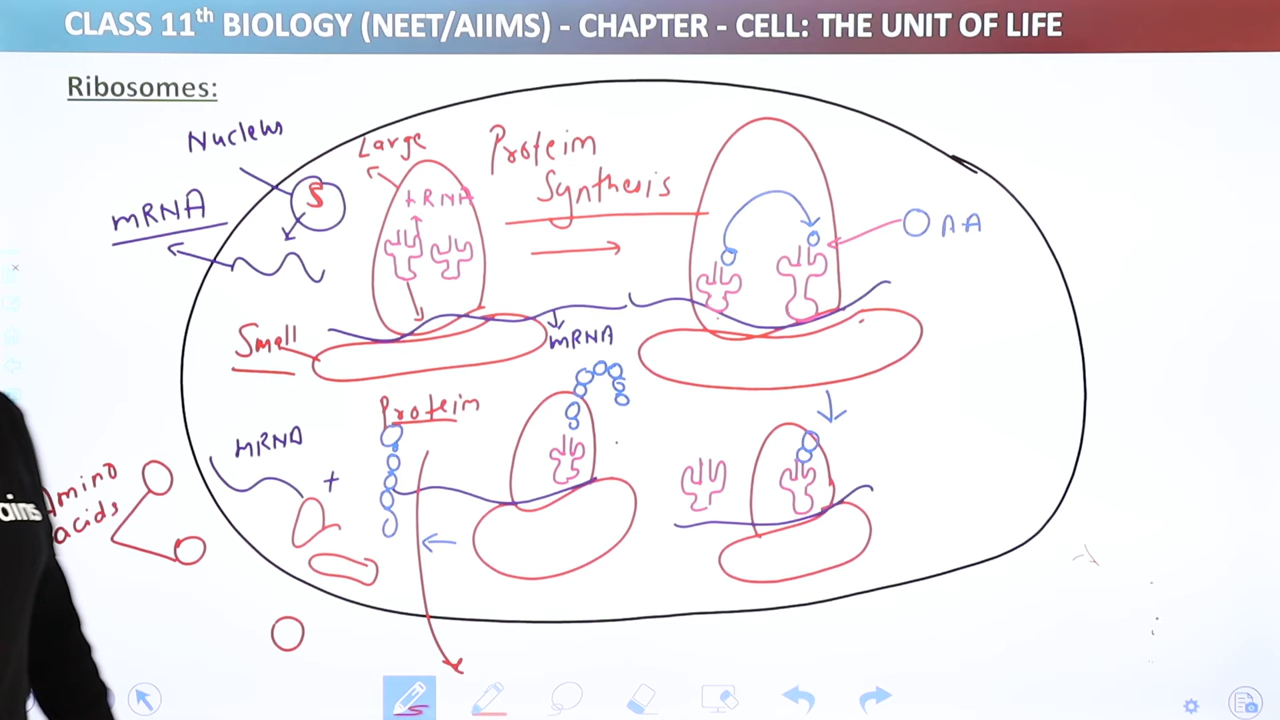 CLASS 11th BIOLOGY (NEET/AIIMS) - CHAPTER - CELL: THE UNIT OF LIFE
Ribosomes:
Nucleus
Large
Protein
Synthesis
S
tRNA
mRNA
AA
Small
mRNA
Protein
mRNA
+
Amino
acids
ains